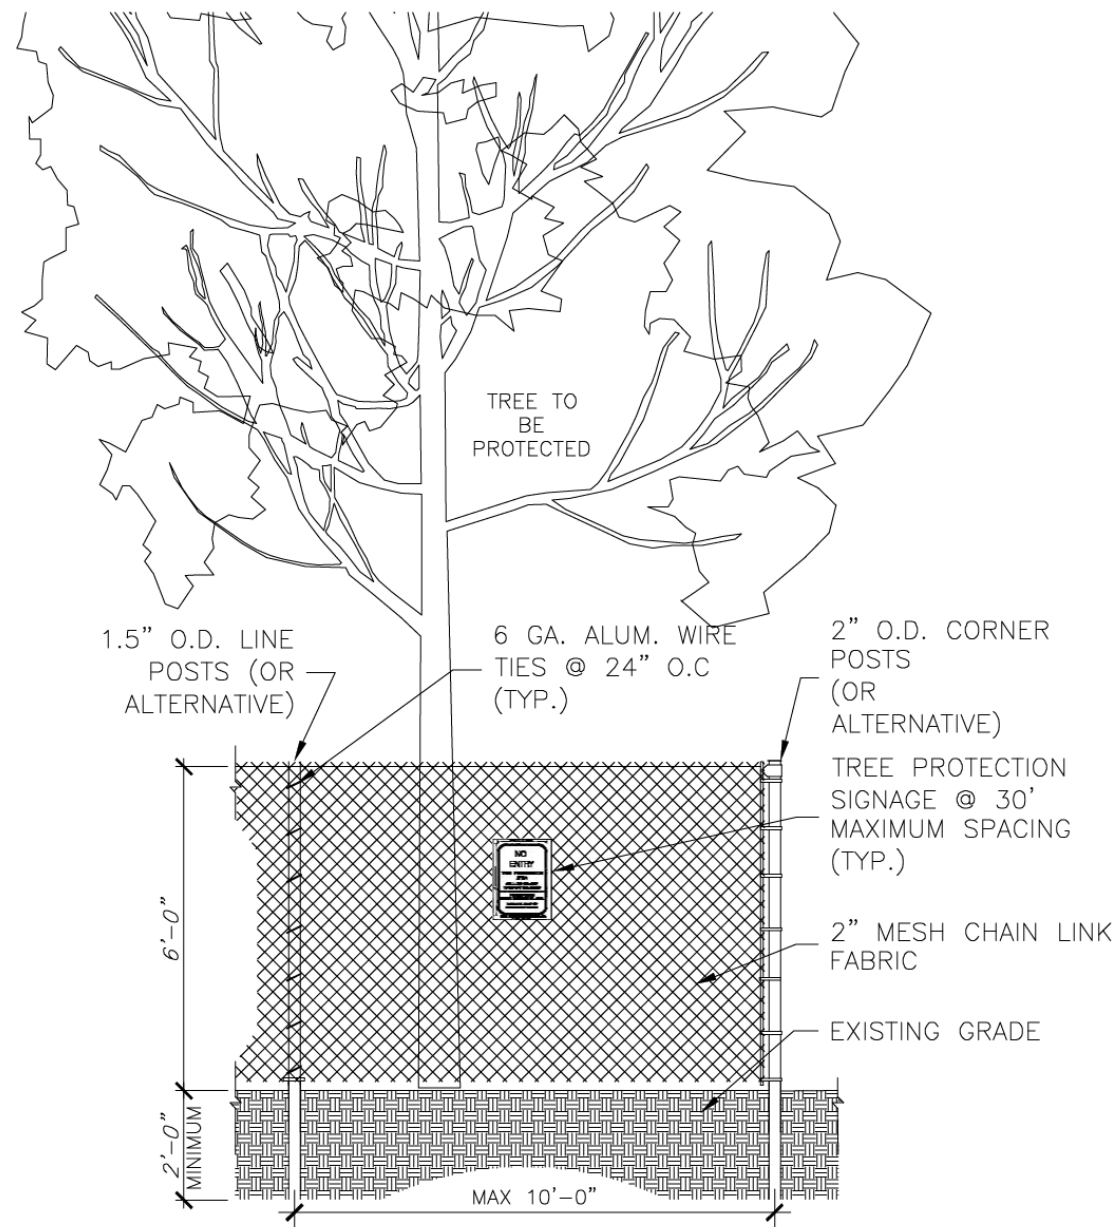 TREE TO
BE
PROTECTED
1.5” O.D. LINE
POSTS (OR
ALTERNATIVE)
6 GA. ALUM. WIRE
TIES @ 24” O.C
(TYP.)
2” O.D. CORNER
POSTS
(OR
ALTERNATIVE)
TREE PROTECTION
SIGNAGE @ 30’
MAXIMUM SPACING
(TYP.)
NO
ENTRY
2” MESH CHAIN LINK
FABRIC
EXISTING GRADE
6’-0”
2’-0”
MINIMUM
MAX 10’-0”